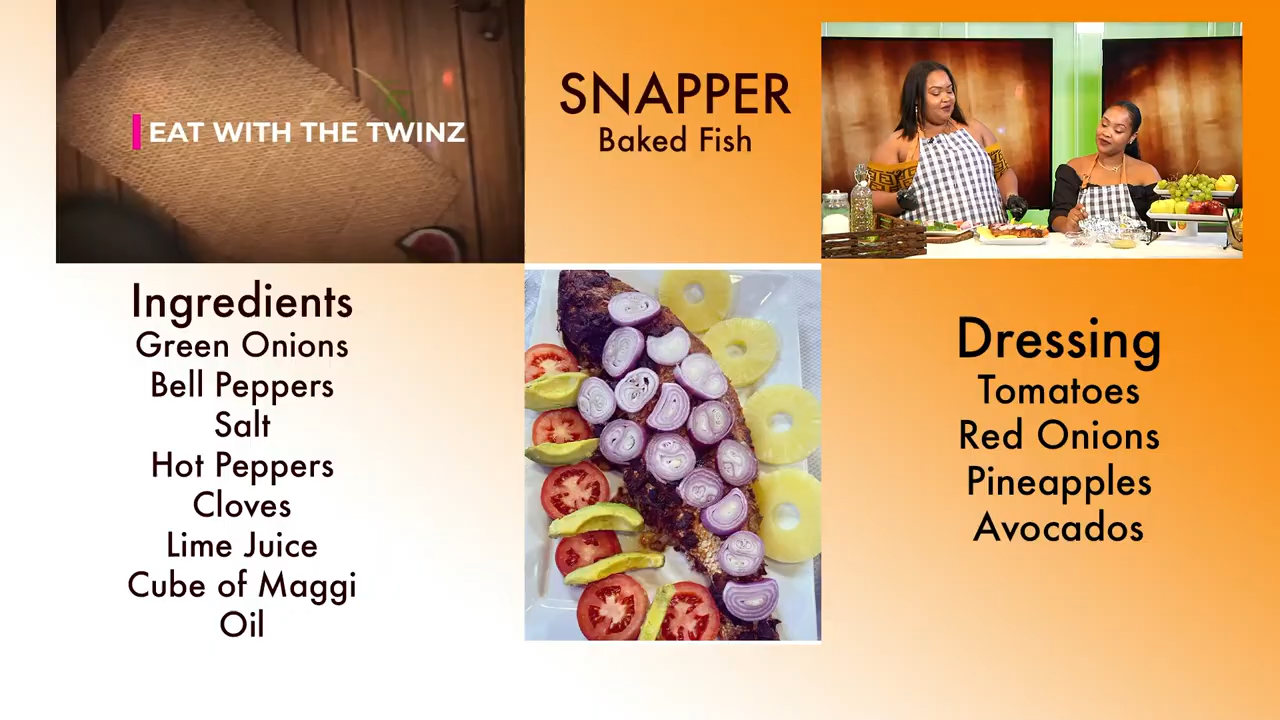 EAT WITH THE TWINZ
SNAPPER
Baked Fish
Ingredients
Green Onions
Bell Peppers
Salt
Hot Peppers
Cloves
Lime Juice
Cube of Maggi
Oil
Dressing
Tomatoes
Red Onions
Pineapples
Avocados